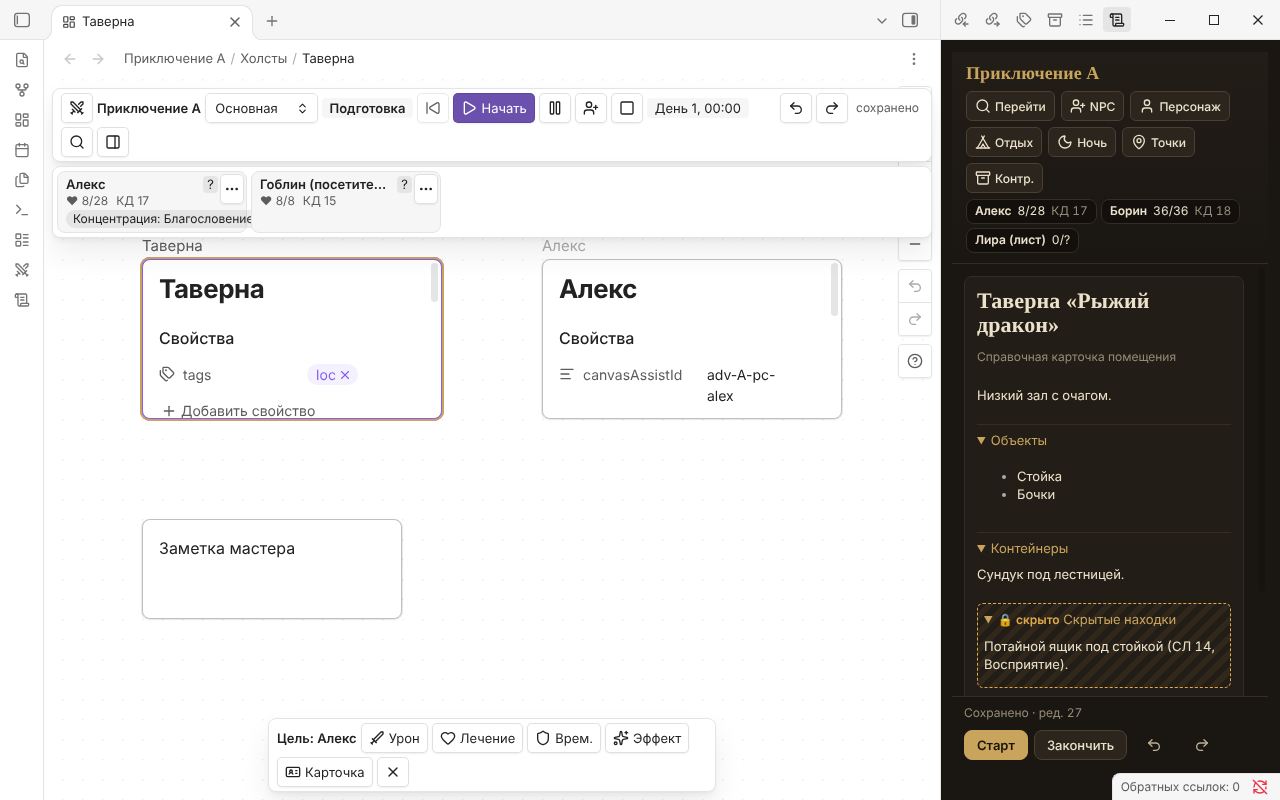 Таверна
Приключение А / Холсты / Таверна
Приключение А
Основная
Подготовка
Начать
День 1, 00:00
сохранено
Алекс
?
8/28 КД 17
Концентрация: Благословение
Гоблин (посетите...
?
8/8 КД 15
Таверна
Таверна
Свойства
tags
loc
Добавить свойство
Алекс
Алекс
Свойства
canvasAssistId
adv-A-pc-
alex
Заметка мастера
Цель: Алекс
Урон
Лечение
Врем.
Эффект
Карточка
Приключение А
Перейти
NPC
Персонаж
Отдых
Ночь
Точки
Контр.
Алекс 8/28 КД 17
Борин 36/36 КД 18
Лира (лист) 0/?
Таверна «Рыжий
дракон»
Справочная карточка помещения
Низкий зал с очагом.
Объекты
Стойка
Бочки
Контейнеры
Сундук под лестницей.
скрыто Скрытые находки
Потайной ящик под стойкой (СЛ 14,
Восприятие).
Сохранено · ред. 27
Старт
Закончить
Обратных ссылок: 0